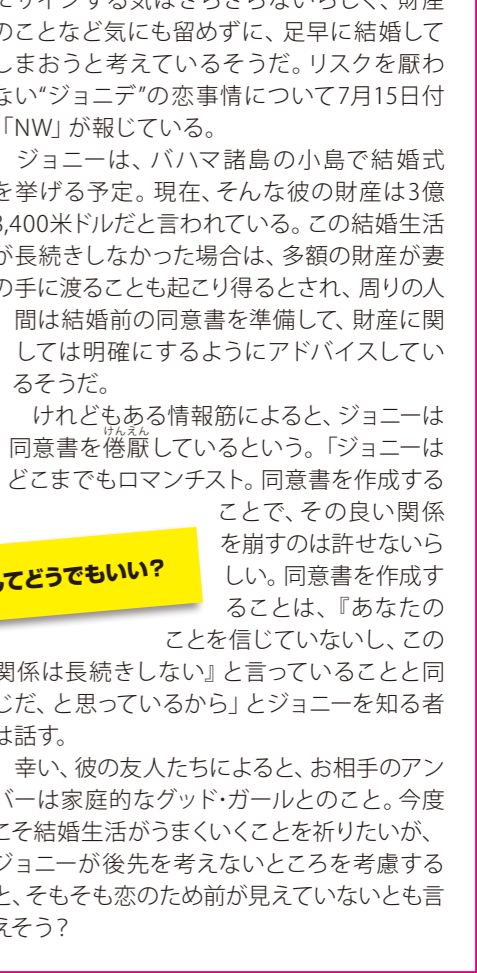 サインする気はさらさらないらしく、財産
のことなど気にも留めずに、足早に結婚して
しまおうと考えているそうだ。リスクを厭わ
ない“ジョニデ”の恋事情について7月15日付
「NW」が報じている。
ジョニーは、バハマ諸島の小島で結婚式
を挙げる予定。現在、そんな彼の財産は3億
3,400米ドルだと言われている。この結婚生活
が長続きしなかった場合は、多額の財産が妻
の手に渡ることも起こり得るとされ、周りの人
間は結婚前の同意書を準備して、財産に関
しては明確にするようにアドバイスしてい
るそうだ。
けれどもある情報筋によると、ジョニーは
けんえん
同意書を倦厭しているという。「ジョニーは
どこまでもロマンチスト。同意書を作成する
ことで、その良い関係
を崩すのは許せないら
しい。同意書を作成す
ることは、『あなたの
ことを信じていないし、この
関係は長続きしない』と言っていることと同
じだ、と思っているから」とジョニーを知る者
は話す。
幸い、彼の友人たちによると、お相手のアン
バーは家庭的なグッド・ガールとのこと。今度
こそ結婚生活がうまくいくことを祈りたいが、
ジョニーが後先を考えないところを考慮する
と、そもそも恋のため前が見えていないとも言
えそう？
てどうでもいい？